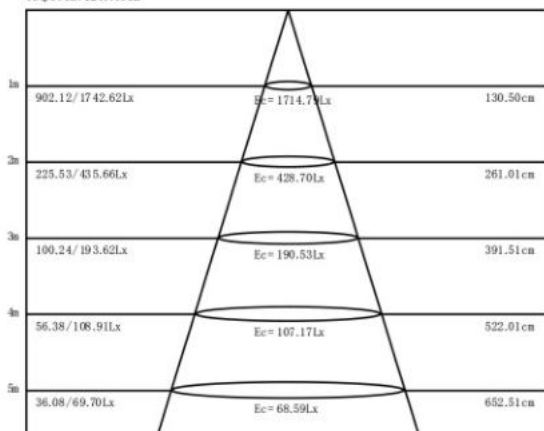 1m
902.12/1742.62Lx Ec= 1714.79Lx 130.50cm
2m
225.53/435.66Lx Ec= 428.70Lx 261.01cm
3m
100.24/193.62Lx Ec= 190.53Lx 391.51cm
4m
56.38/108.91Lx Ec= 107.17Lx 522.01cm
5m
36.08/69.70Lx Ec= 68.59Lx 652.51cm